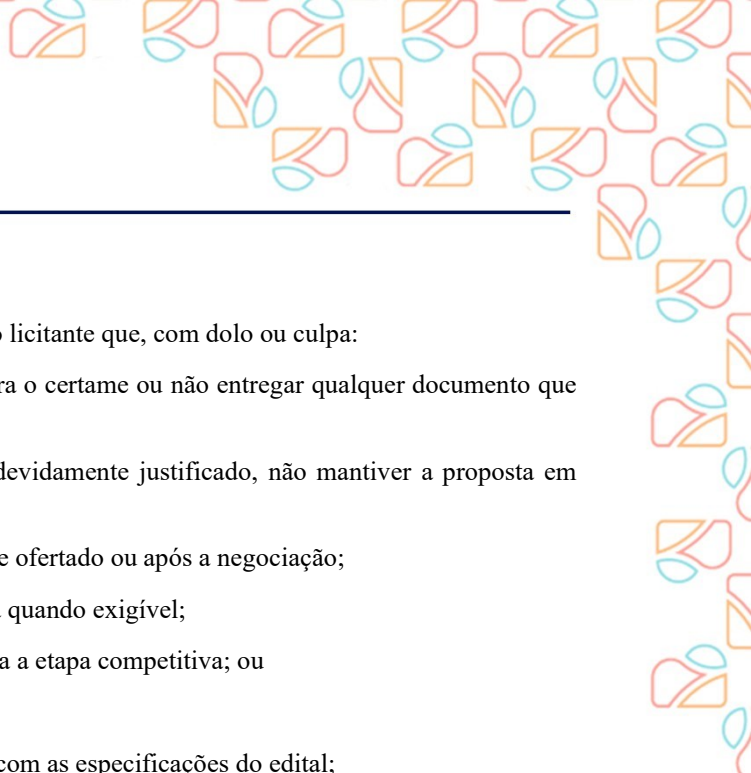 licitante que, com dolo ou culpa:
o certame ou não entregar qualquer documento que
devidamente justificado, não mantiver a proposta em
ofertado ou após a negociação;
quando exigível;
a etapa competitiva; ou
com as especificações do edital;